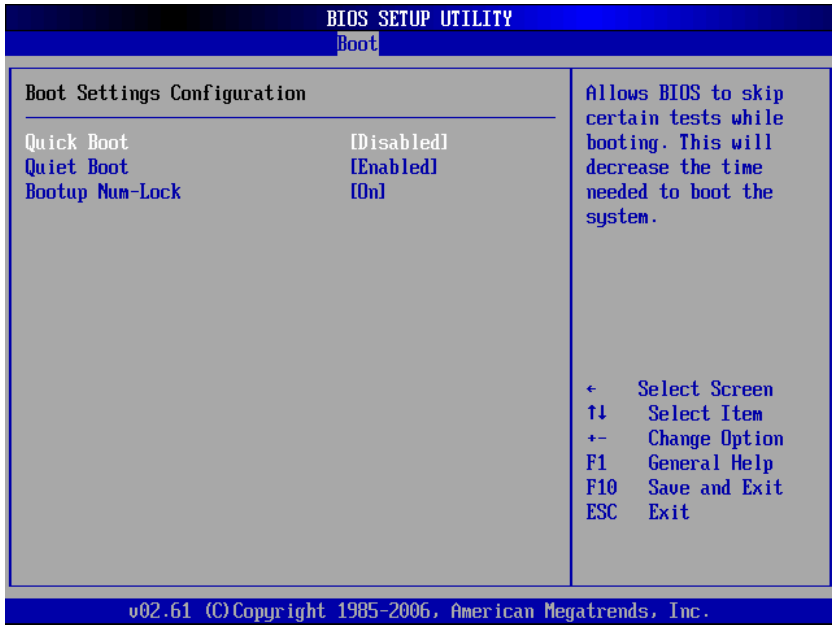 BIOS SETUP UTILITY
Boot
Boot Settings Configuration
Quick Boot [Disabled]
Quiet Boot [Enabled]
Bootup Num-Lock [On]
Allows BIOS to skip
certain tests while
booting. This will
decrease the time
needed to boot the
system.
← Select Screen
↑↓ Select Item
+- Change Option
F1 General Help
F10 Save and Exit
ESC Exit
v02.61 (C)Copyright 1985-2006, American Megatrends, Inc.